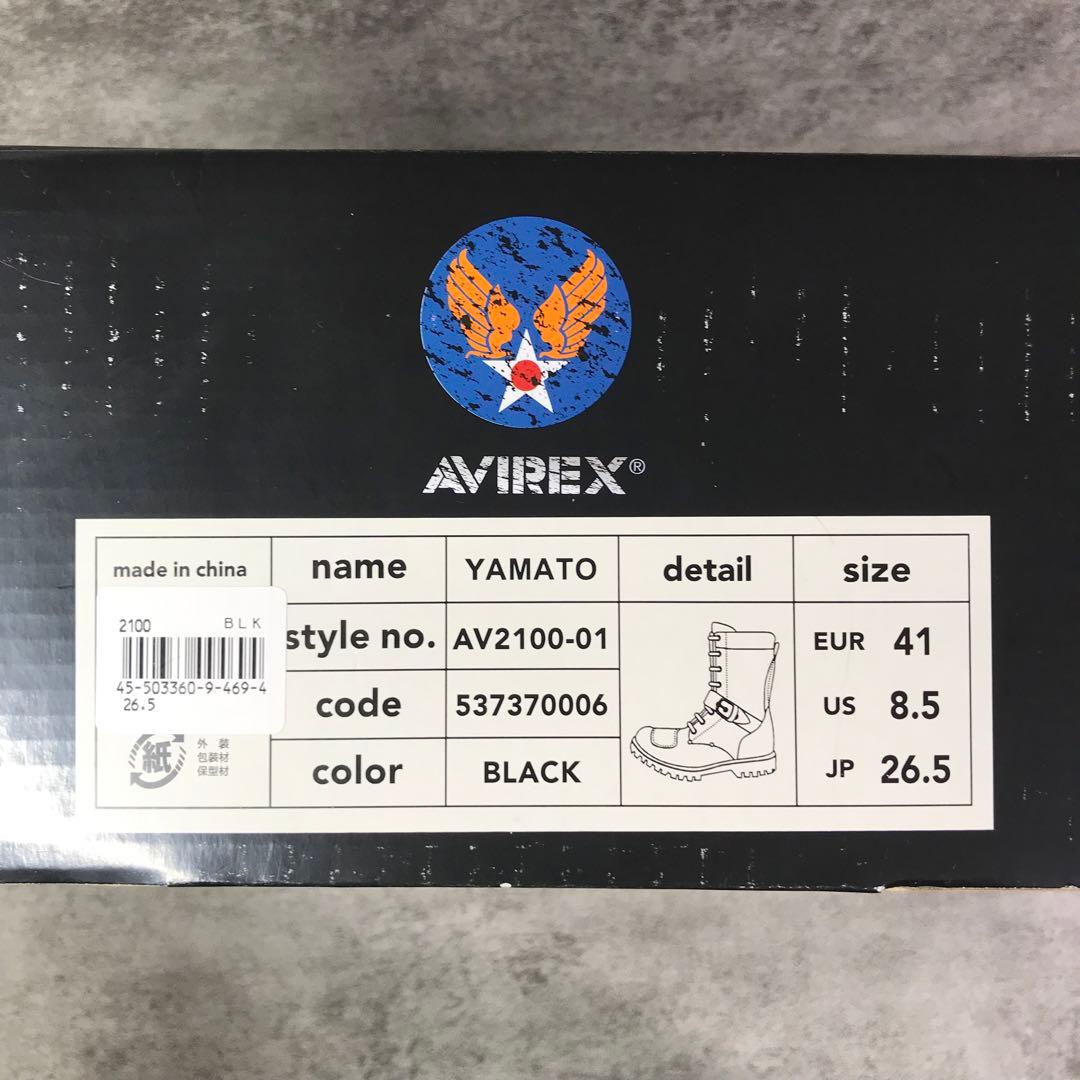 AVIREX®
made in china
name
YAMATO
detail
size
style no.
AV2100-01
EUR 41
code
537370006
US 8.5
color
BLACK
JP 26.5
2100 BLK
45-503360-9-469-4
26.5
紙
外装
包装材
保型材